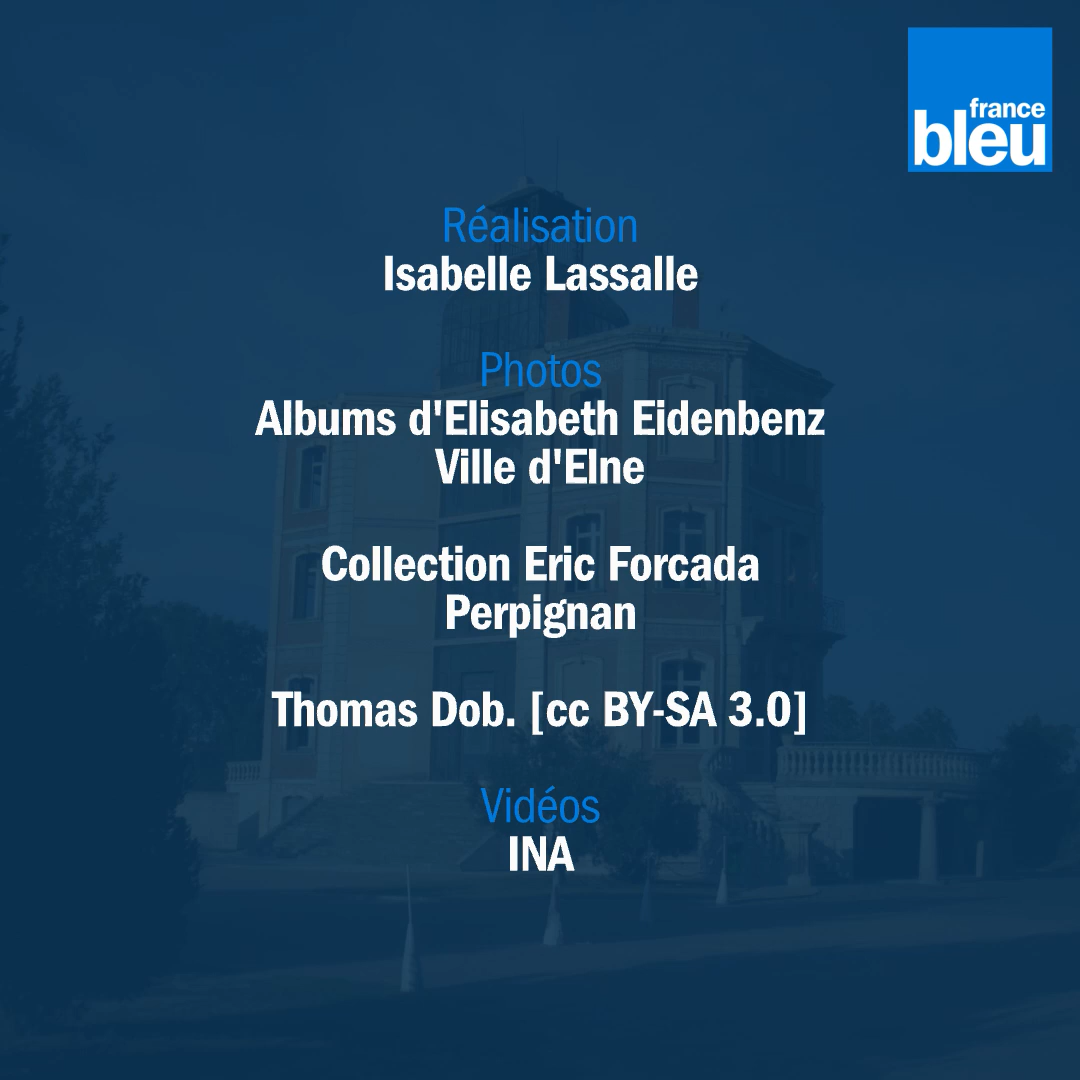 france
bleu
Réalisation
Isabelle Lassalle
Photos
Albums d'Elisabeth Eidenbenz
Ville d'Elne
Collection Eric Forcada
Perpignan
Thomas Dob. [cc BY-SA 3.0]
Vidéos
INA